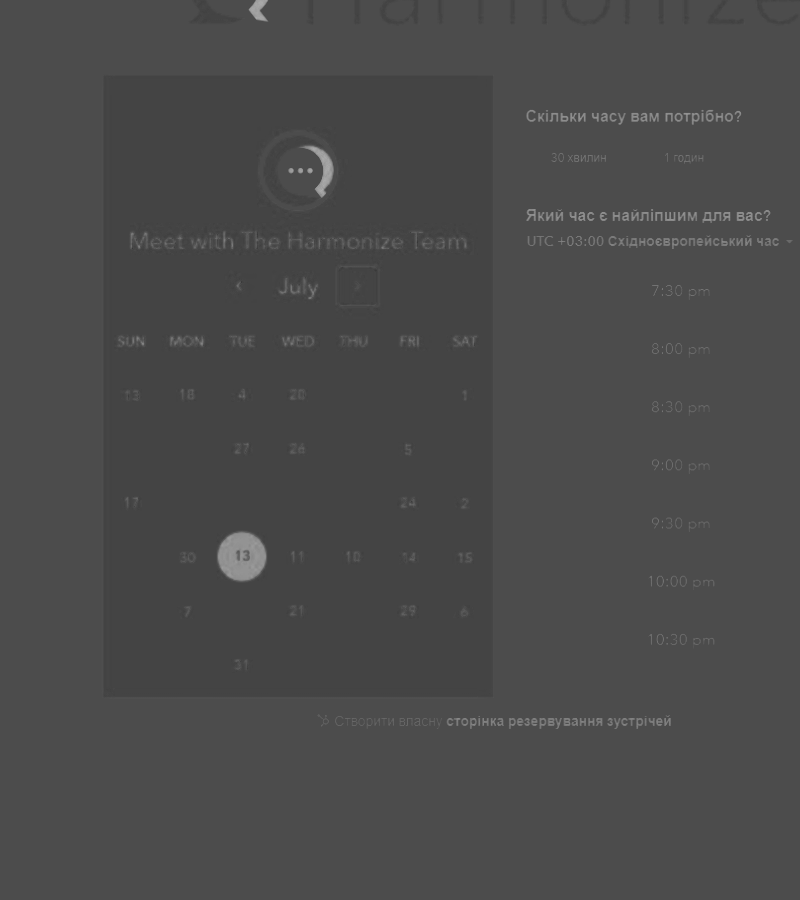 Harmonize
Meet with The Harmonize Team
July
SUN MON TUE WED THU FRI SAT
13 18 4 20 1
27 26 5
17 24 2
30 13 11 10 14 15
7 21 29 6
31
Скільки часу вам потрібно?
30 хвилин 1 годин
Який час є найліпшим для вас?
UTC +03:00 Східноєвропейський час
7:30 pm
8:00 pm
8:30 pm
9:00 pm
9:30 pm
10:00 pm
10:30 pm
Створити власну сторінка резервування зустрічей